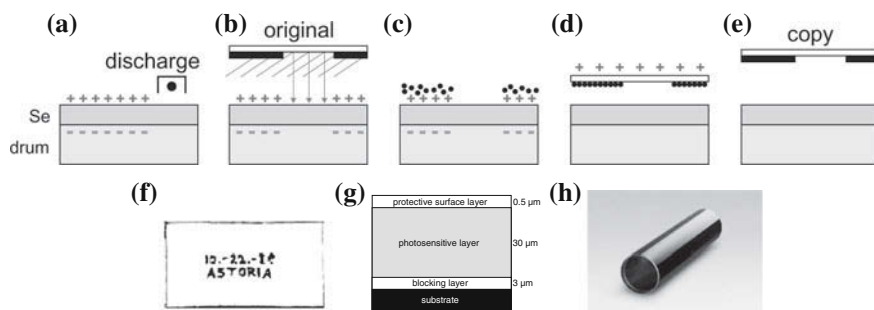 (a) (b) (c) (d) (e)
discharge original copy
Se
drum
(f) (g) (h)
protective surface layer 0.5 µm
photosensitive layer 30 µm
blocking layer 3 µm
substrate
10.-22.-38
ASTORIA